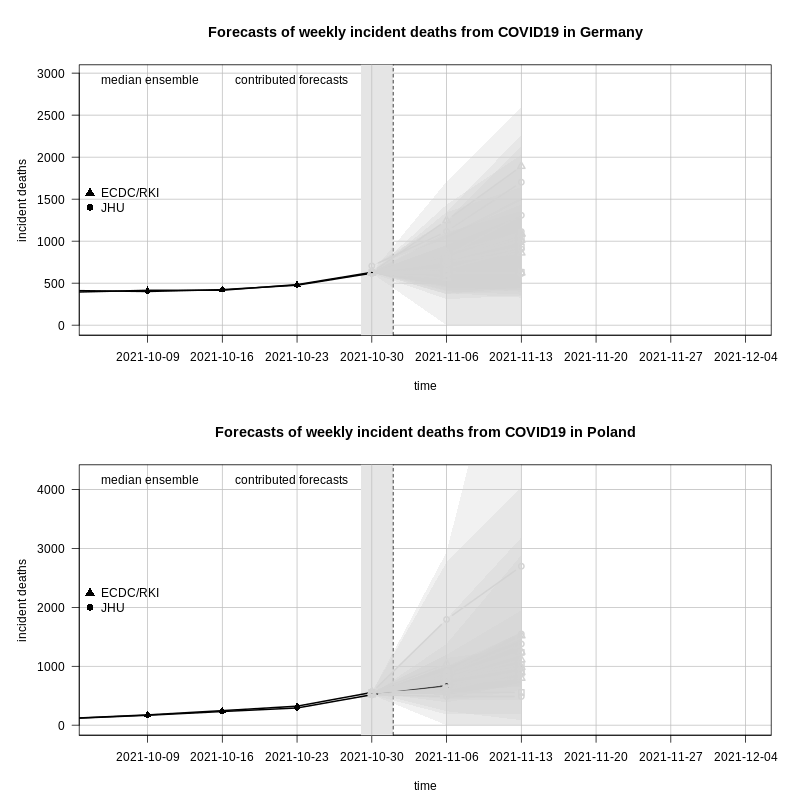 Forecasts of weekly incident deaths from COVID19 in Germany
median ensemble contributed forecasts
3000
2500
2000
1500
1000
500
0
incident deaths
ECDC/RKI
JHU
2021-10-09 2021-10-16 2021-10-23 2021-10-30 2021-11-06 2021-11-13 2021-11-20 2021-11-27 2021-12-04
time
Forecasts of weekly incident deaths from COVID19 in Poland
median ensemble contributed forecasts
4000
3000
2000
1000
0
incident deaths
ECDC/RKI
JHU
2021-10-09 2021-10-16 2021-10-23 2021-10-30 2021-11-06 2021-11-13 2021-11-20 2021-11-27 2021-12-04
time